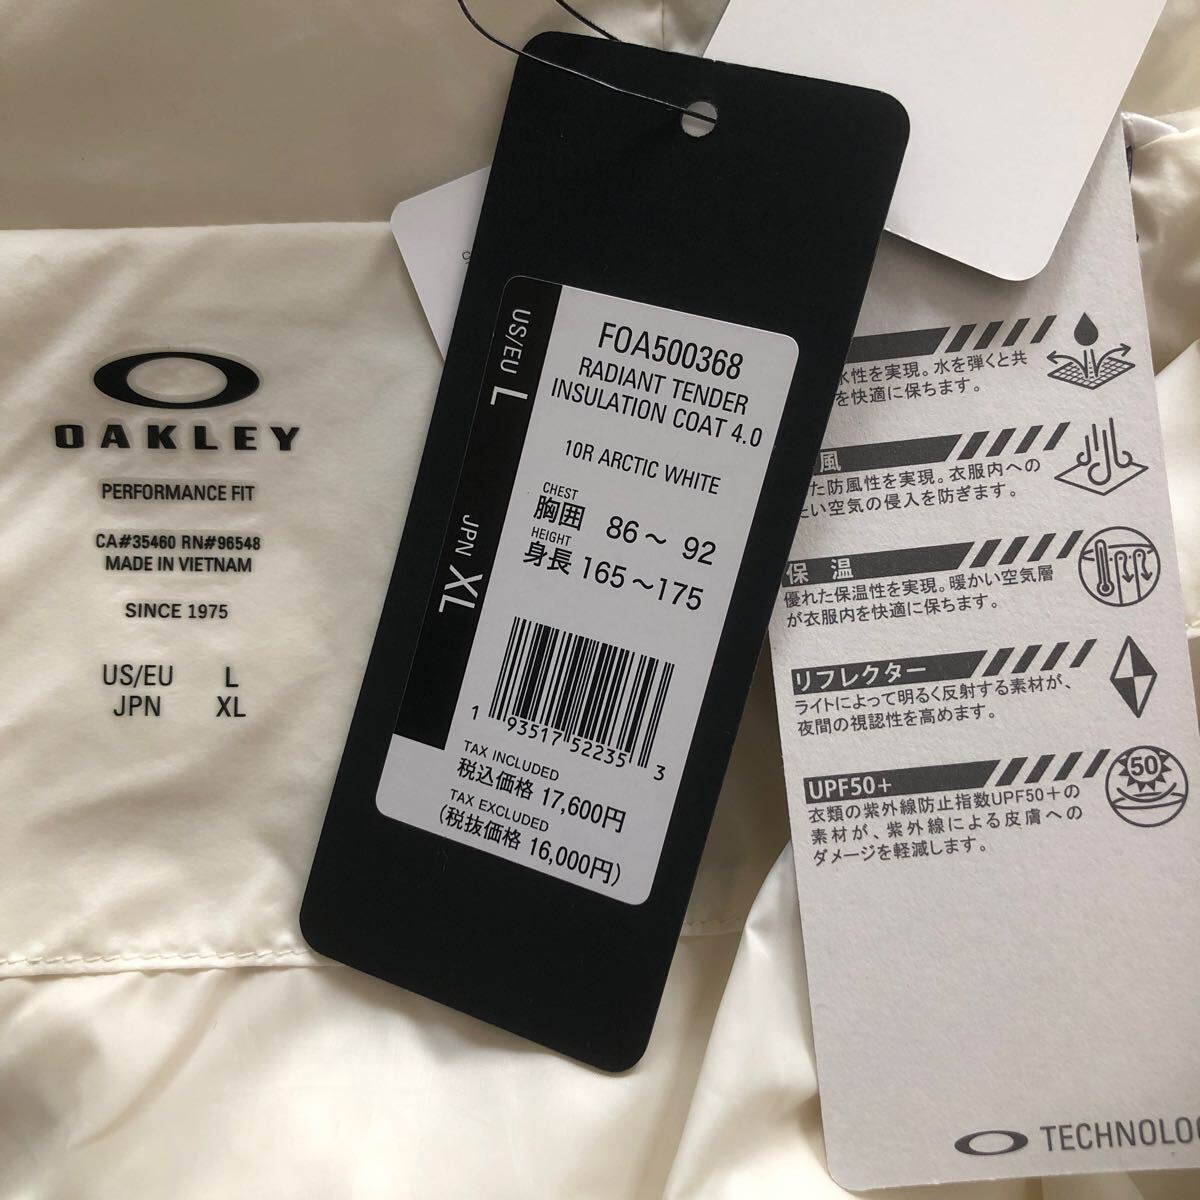 OAKLEY
PERFORMANCE FIT
CA#35460 RN#96548
MADE IN VIETNAM
SINCE 1975
US/EU L
JPN XL
US/EU L
JPN XL
FOA500368
RADIANT TENDER
INSULATION COAT 4.0
10R ARCTIC WHITE
CHEST
胸囲 86～ 92
HEIGHT
身長 165～175
1 93517 52235 3
TAX INCLUDED
税込価格 17,600円
TAX EXCLUDED
(税抜価格 16,000円)
水性を実現。水を弾くと共
を快適に保ちます。
風
た防風性を実現。衣服内への
たい空気の侵入を防ぎます。
保 温
優れた保温性を実現。暖かい空気層
が衣服内を快適に保ちます。
リフレクター
ライトによって明るく反射する素材が、
夜間の視認性を高めます。
UPF50+
50
衣類の紫外線防止指数UPF50+の
素材が、紫外線による皮膚への
ダメージを軽減します。
TECHNOLO